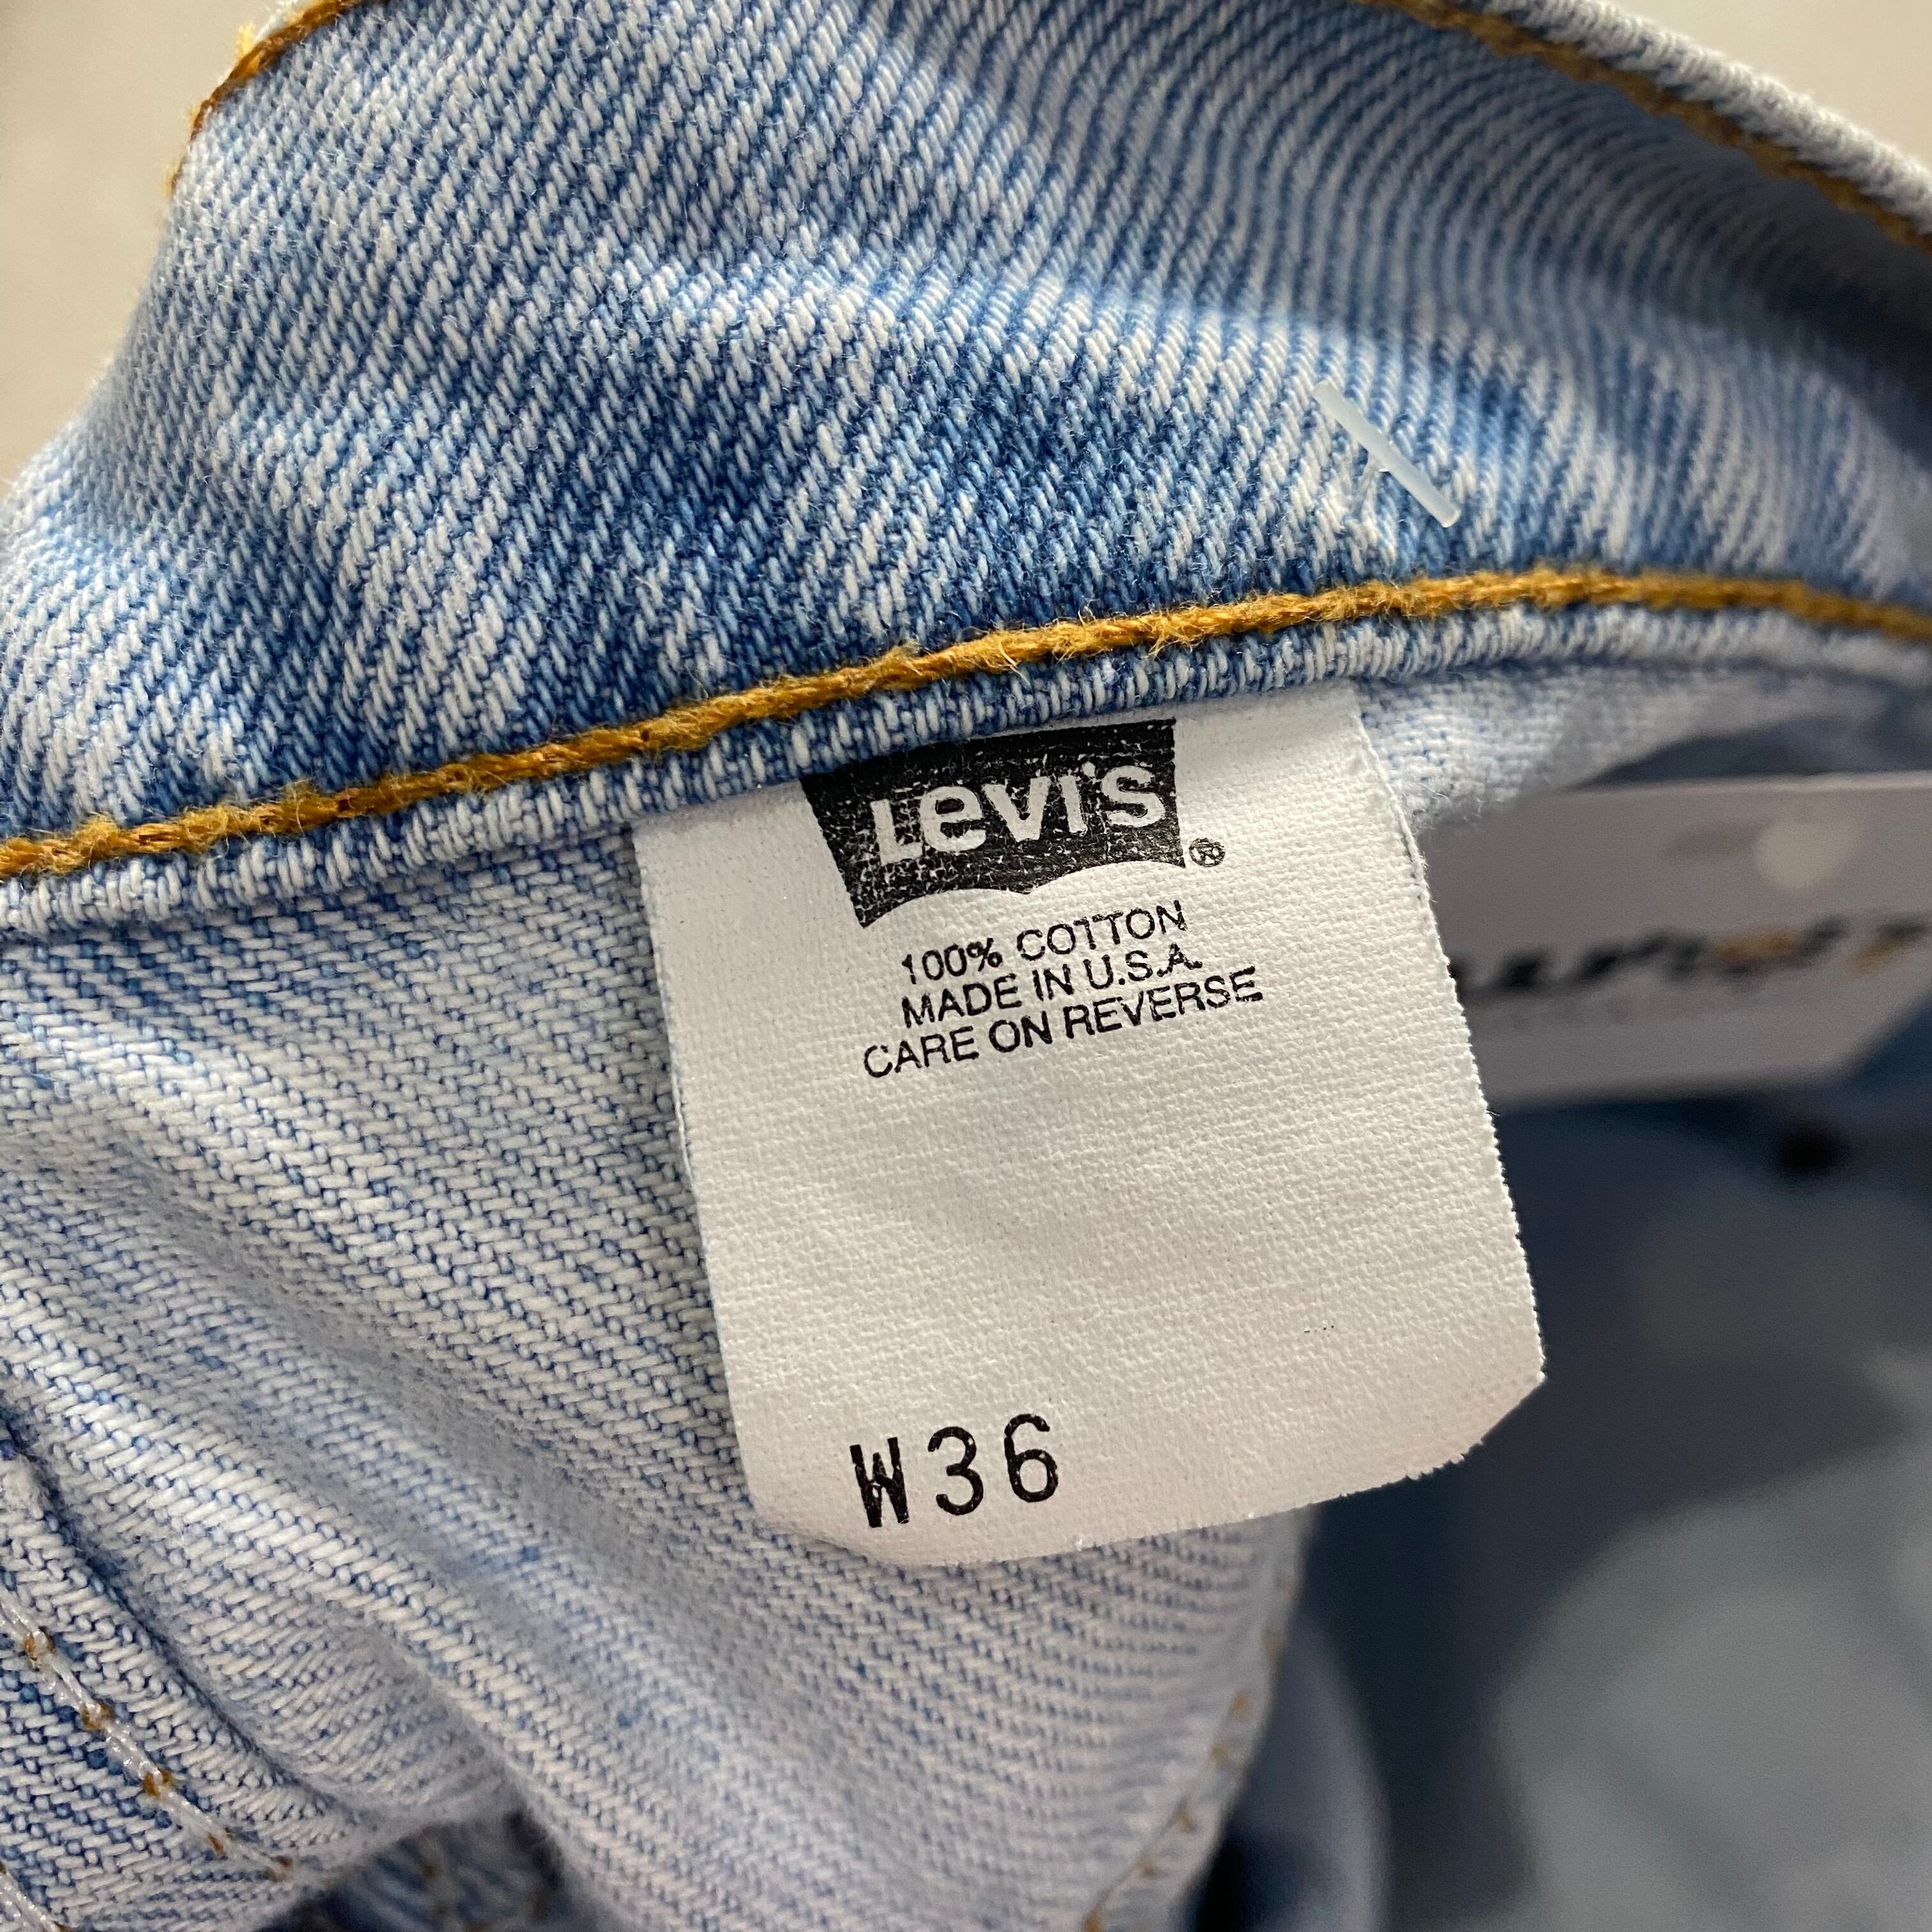 Levi's®
100% COTTON
MADE IN U.S.A.
CARE ON REVERSE
W36